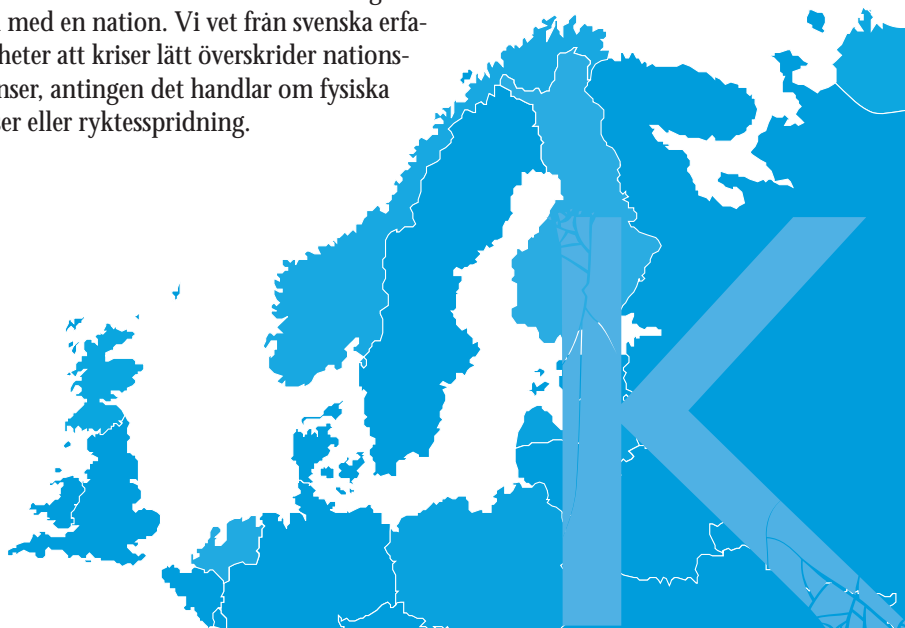 med en nation. Vi vet från svenska erfa-
heter att kriser lätt överskrider nations-
nser, antingen det handlar om fysiska
ser eller ryktesspridning.
K